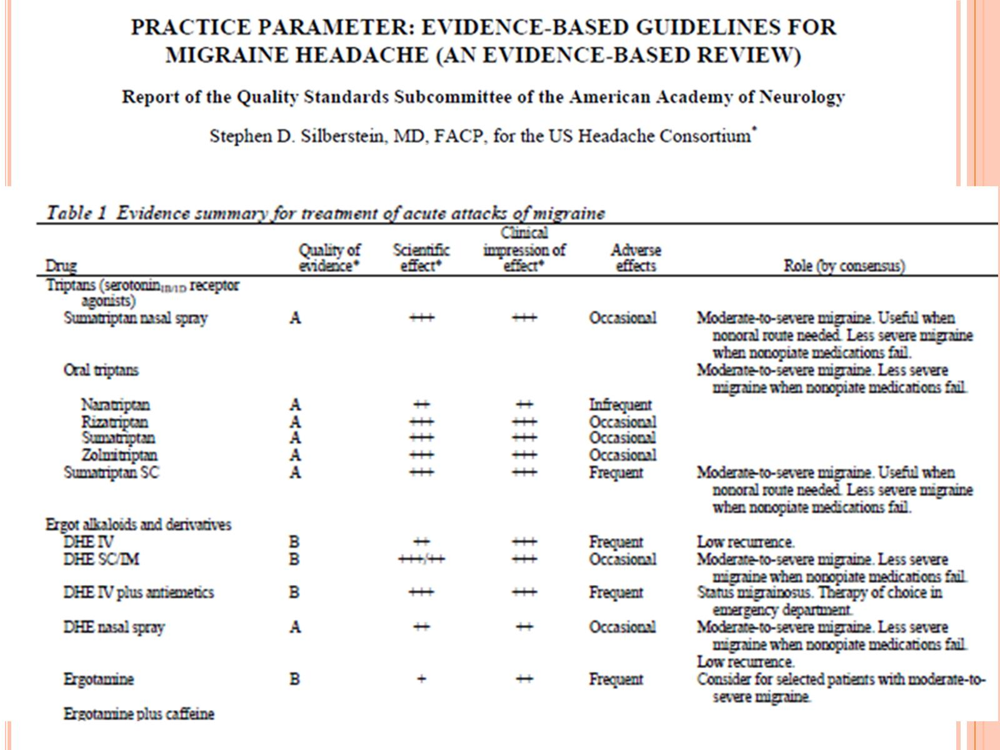 PRACTICE PARAMETER: EVIDENCE-BASED GUIDELINES FOR
MIGRAINE HEADACHE (AN EVIDENCE-BASED REVIEW)
Report of the Quality Standards Subcommittee of the American Academy of Neurology
Stephen D. Silberstein, MD, FACP, for the US Headache Consortium*
Table 1 Evidence summary for treatment of acute attacks of migraine
Clinical
Quality of Scientific impression of Adverse
Drug evidence* effect* effect* effects Role (by consensus)
Triptans (serotonin1B/1D receptor
agonists)
Sumatriptan nasal spray A +++ +++ Occasional Moderate-to-severe migraine. Useful when
nonoral route needed. Less severe migraine
when nonopiate medications fail.
Oral triptans Moderate-to-severe migraine. Less severe
migraine when nonopiate medications fail.
Naratriptan A ++ ++ Infrequent
Rizatriptan A +++ +++ Occasional
Sumatriptan A +++ +++ Occasional
Zolmitriptan A +++ +++ Occasional
Sumatriptan SC A +++ +++ Frequent Moderate-to-severe migraine. Useful when
nonoral route needed. Less severe migraine
when nonopiate medications fail.
Ergot alkaloids and derivatives
DHE IV B ++ +++ Frequent Low recurrence.
DHE SC/IM B +++/++ +++ Occasional Moderate-to-severe migraine. Less severe
migraine when nonopiate medications fail.
DHE IV plus antiemetics B +++ +++ Frequent Status migrainosus. Therapy of choice in
emergency department.
DHE nasal spray A ++ ++ Occasional Moderate-to-severe migraine. Less severe
migraine when nonopiate medications fail.
Low recurrence.
Ergotamine B + ++ Frequent Consider for selected patients with moderate-to-
severe migraine.
Ergotamine plus caffeine